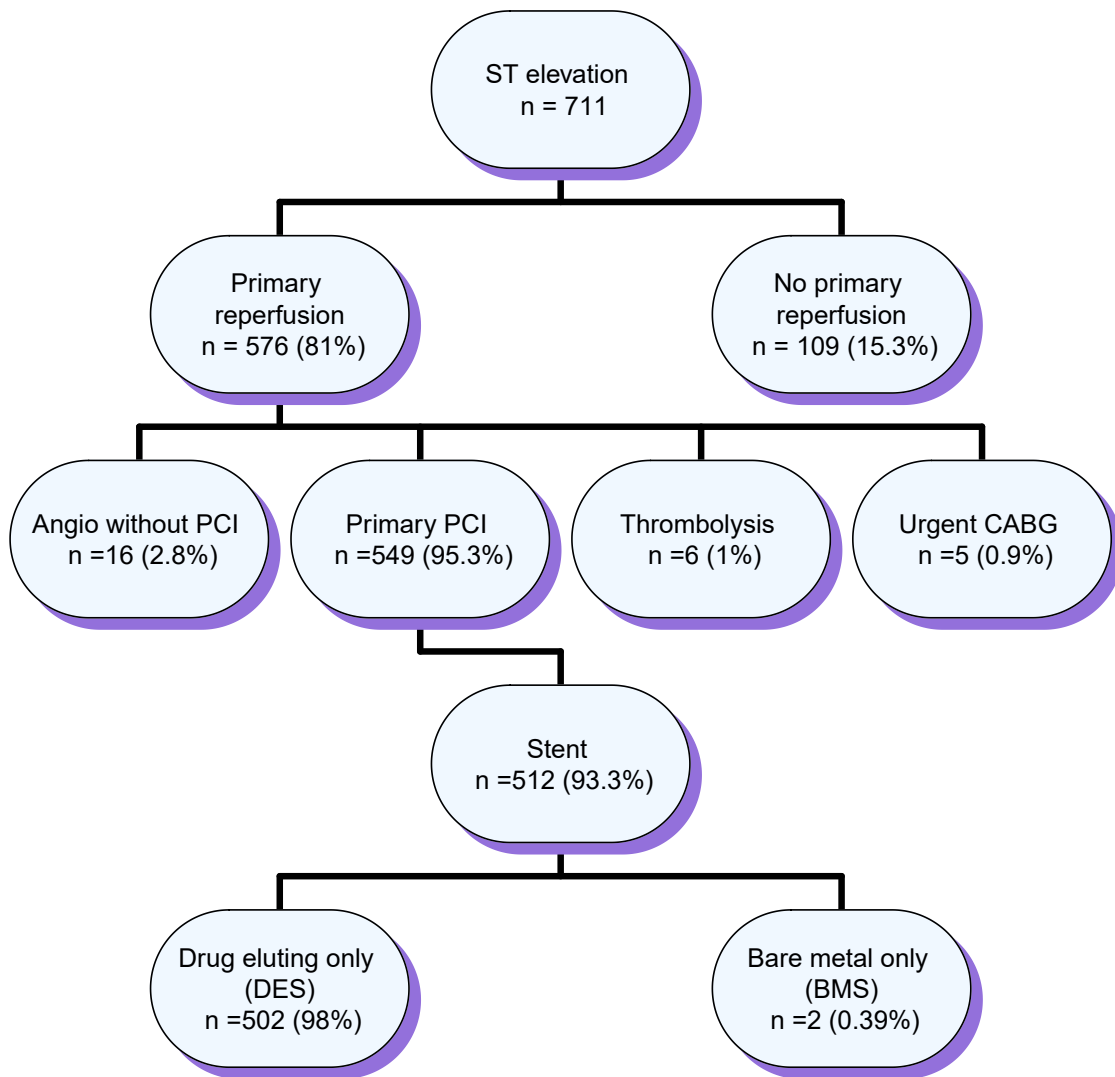 ST elevation
n = 711
Primary
reperfusion
n = 576 (81%)
No primary
reperfusion
n = 109 (15.3%)
Angio without PCI
n =16 (2.8%)
Primary PCI
n =549 (95.3%)
Thrombolysis
n =6 (1%)
Urgent CABG
n =5 (0.9%)
Stent
n =512 (93.3%)
Drug eluting only
(DES)
n =502 (98%)
Bare metal only
(BMS)
n =2 (0.39%)